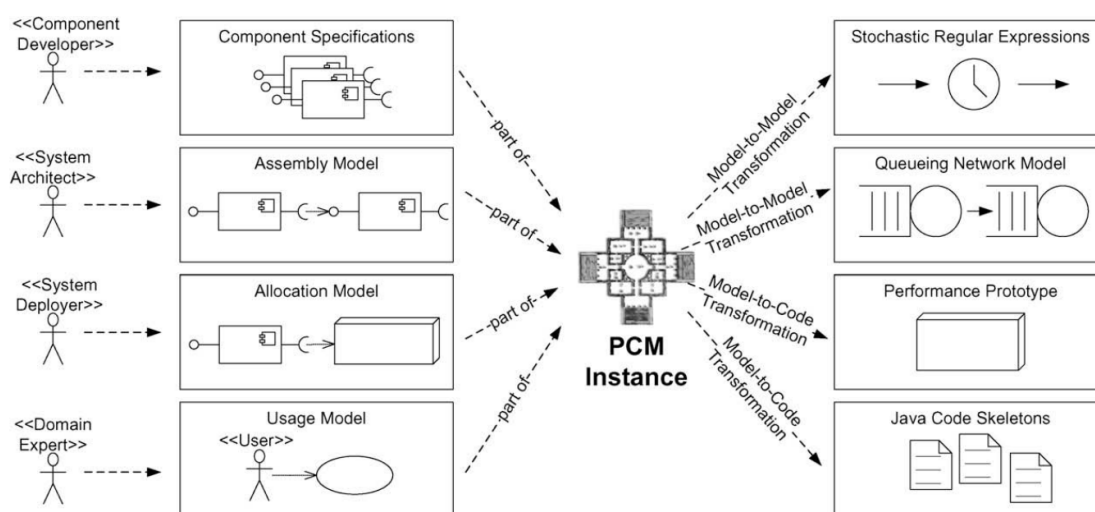 <<Component
Developer>>
Component Specifications
part of
Model-to-Model
Transformation
Stochastic Regular Expressions
<<System
Architect>>
Assembly Model
part of
Model-to-Model
Transformation
Queueing Network Model
PCM
Instance
<<System
Deployer>>
Allocation Model
part of
Model-to-Code
Transformation
Performance Prototype
<<Domain
Expert>>
Usage Model
<<User>>
part of
Model-to-Code
Transformation
Java Code Skeletons